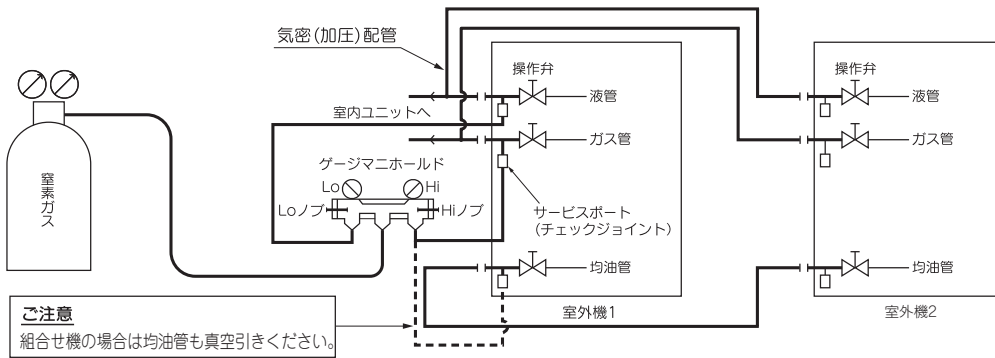 気密(加圧)配管
操作弁
操作弁
液管
液管
室内ユニットへ
ガス管
ガス管
ゲージマニホールド
Lo
Hi
Loノブ
Hiノブ
窒素ガス
サービスポート
(チェックジョイント)
均油管
均油管
室外機1
室外機2
ご注意
組合せ機の場合は均油管も真空引きください。